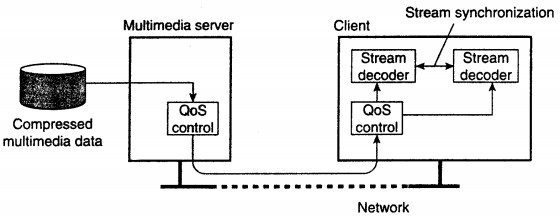 Stream synchronization
Multimedia server
Client
Stream
decoder
Stream
decoder
QoS
control
QoS
control
Compressed
multimedia data
Network